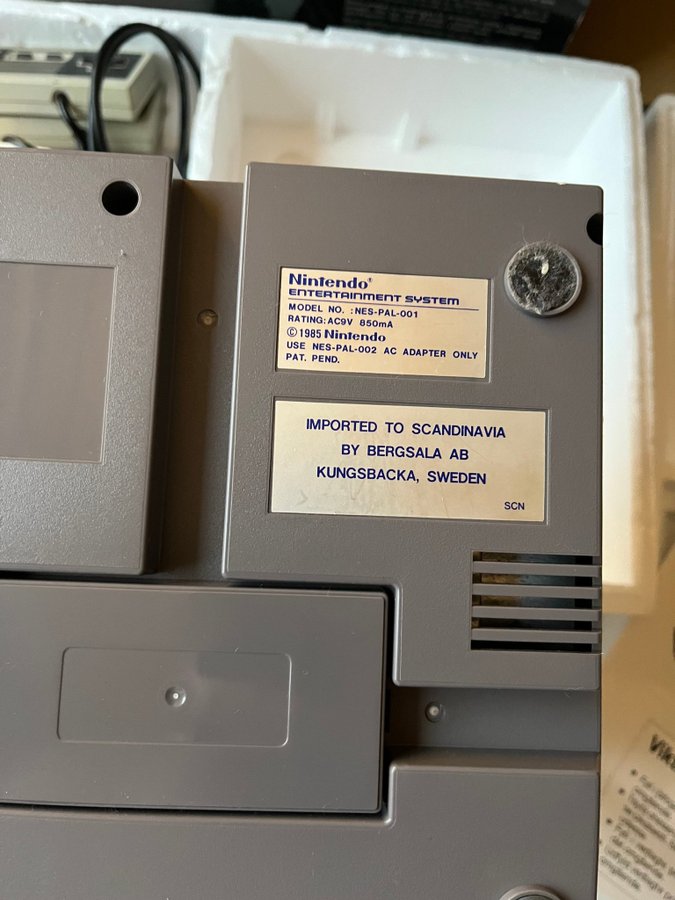 Nintendo®
ENTERTAINMENT SYSTEM
MODEL NO. :NES-PAL-001
RATING:AC9V 850mA
©1985 Nintendo
USE NES-PAL-002 AC ADAPTER ONLY
PAT. PEND.
IMPORTED TO SCANDINAVIA
BY BERGSALA AB
KUNGSBACKA, SWEDEN
SCN